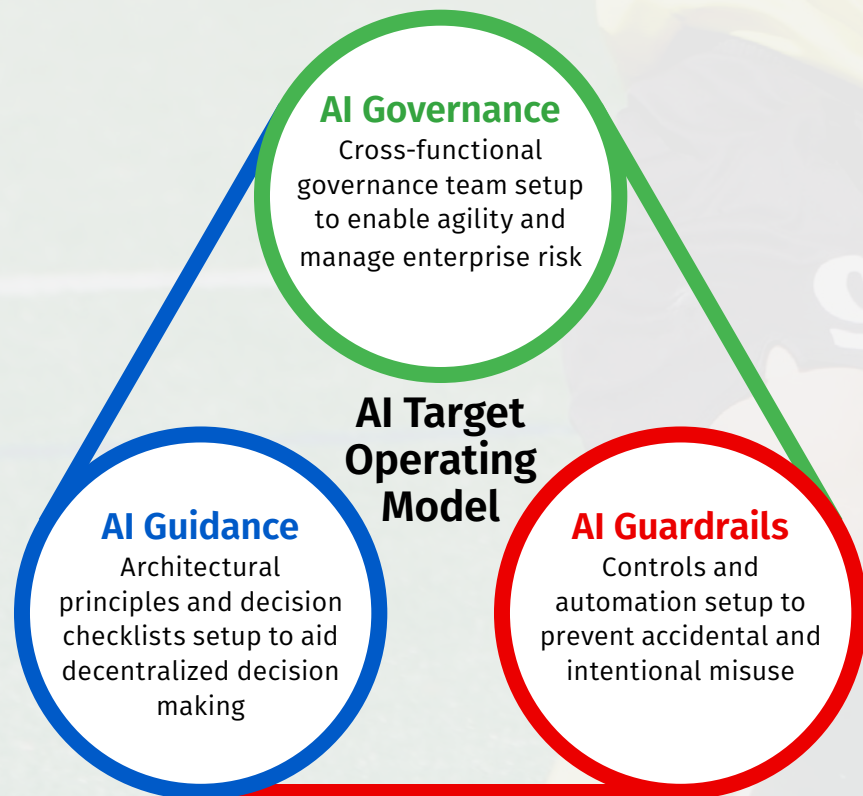 AI Governance
Cross-functional
governance team setup
to enable agility and
manage enterprise risk
AI Target
Operating
Model
AI Guidance
Architectural
principles and decision
checklists setup to aid
decentralized decision
making
AI Guardrails
Controls and
automation setup to
prevent accidental and
intentional misuse